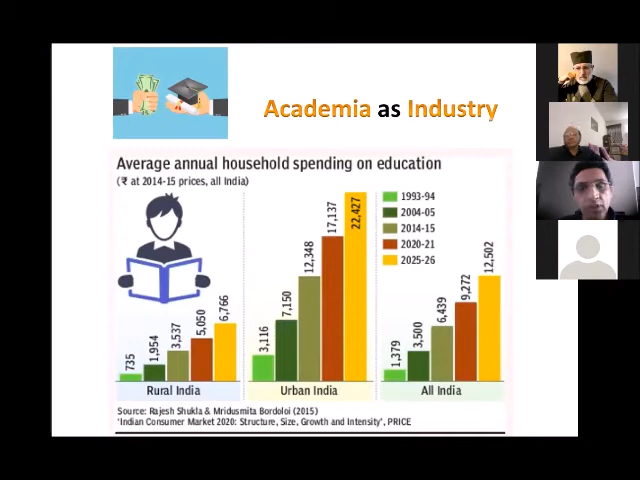 Academia as Industry
Average annual household spending on education
(₹ at 2014-15 prices, all India)
1993-94
2004-05
2014-15
2020-21
2025-26
735
1,954
3,537
5,050
6,766
Rural India
3,116
7,150
12,348
17,137
22,427
Urban India
1,379
3,500
6,439
9,272
12,502
All India
Source: Rajesh Shukla & Mridusmita Bordoloi (2015)
'Indian Consumer Market 2020: Structure, Size, Growth and Intensity', PRICE